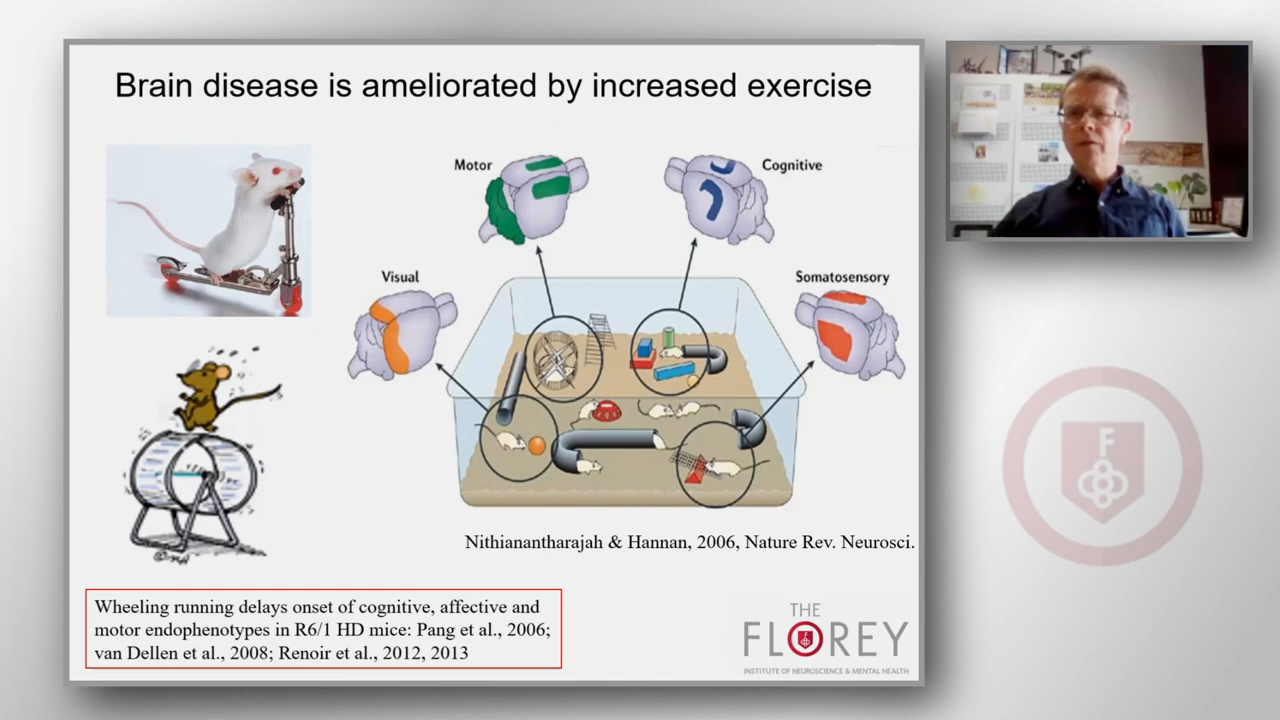 Brain disease is ameliorated by increased exercise
Motor
Cognitive
Visual
Somatosensory
Nithianantharajah & Hannan, 2006, Nature Rev. Neurosci.
Wheeling running delays onset of cognitive, affective and
motor endophenotypes in R6/1 HD mice: Pang et al., 2006;
van Dellen et al., 2008; Renoir et al., 2012, 2013
THE
FLOREY
INSTITUTE OF NEUROSCIENCE & MENTAL HEALTH
F